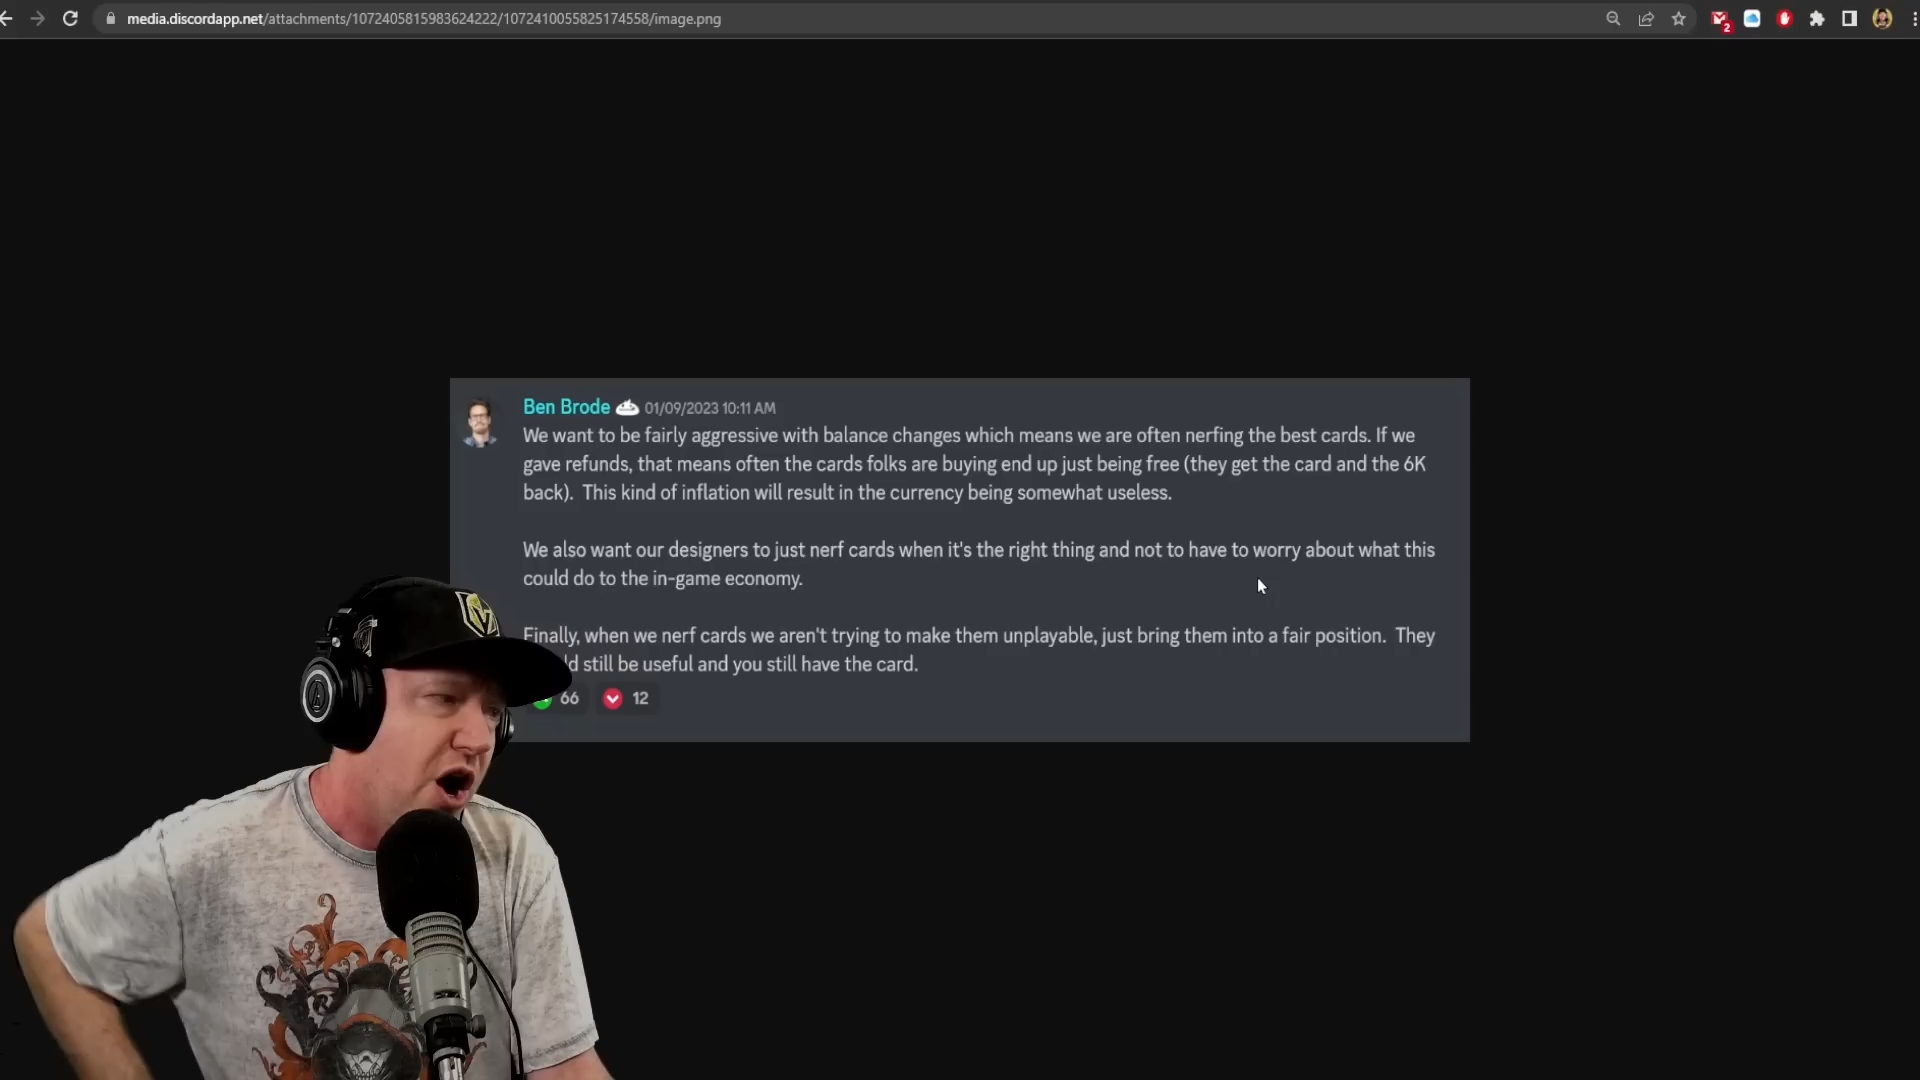 media.discordapp.net/attachments/1072405815983624222/1072410055825174558/image.png
2
Ben Brode 01/09/2023 10:11 AM
We want to be fairly aggressive with balance changes which means we are often nerfing the best cards. If we
gave refunds, that means often the cards folks are buying end up just being free (they get the card and the 6K
back). This kind of inflation will result in the currency being somewhat useless.
We also want our designers to just nerf cards when it's the right thing and not to have to worry about what this
could do to the in-game economy.
Finally, when we nerf cards we aren't trying to make them unplayable, just bring them into a fair position. They
still be useful and you still have the card.
66 12